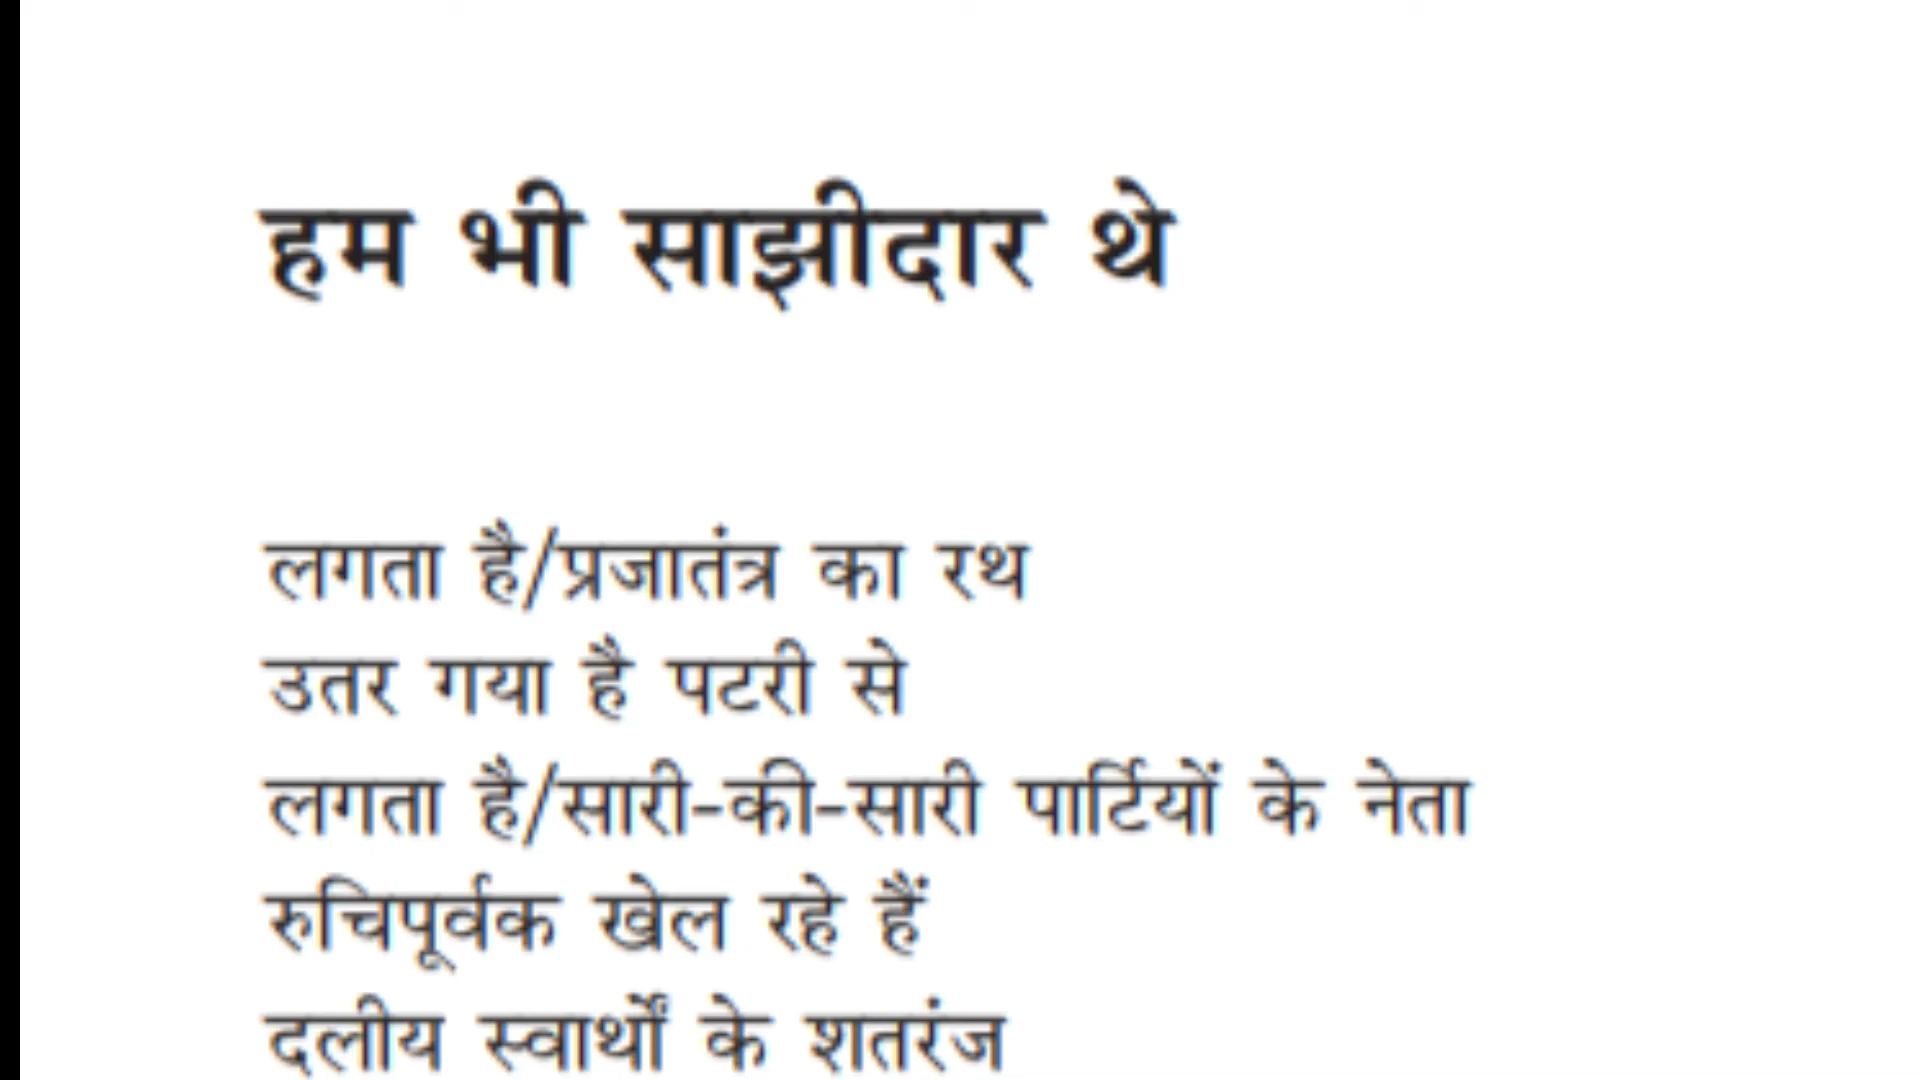 हम भी साझीदार थे
लगता है/प्रजातंत्र का रथ
उतर गया है पटरी से
लगता है/सारी-की-सारी पार्टियों के नेता
रुचिपूर्वक खेल रहे हैं
दलीय स्वार्थों के शतरंज